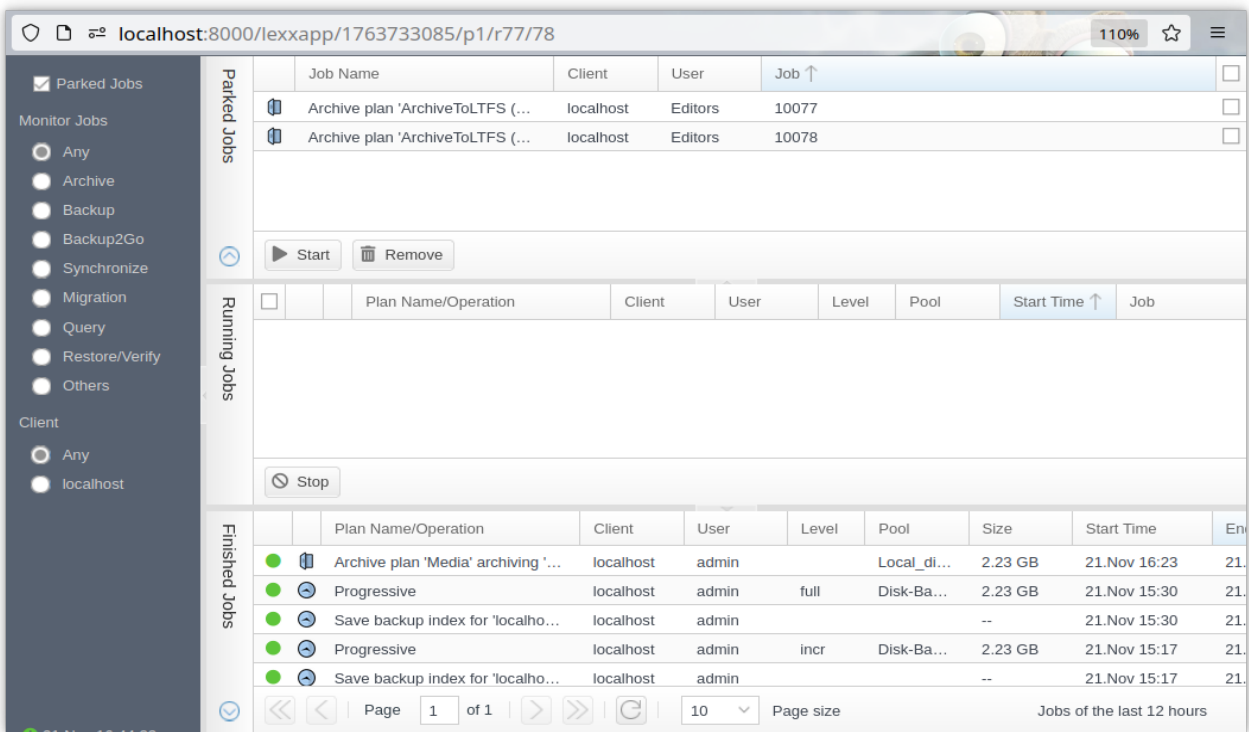 localhost:8000/lexxapp/1763733085/p1/r77/78 110%
Parked Jobs
Monitor Jobs
Any
Archive
Backup
Backup2Go
Synchronize
Migration
Query
Restore/Verify
Others
Client
Any
localhost
Parked Jobs
Job Name Client User Job
Archive plan 'ArchiveToLTFS (... localhost Editors 10077
Archive plan 'ArchiveToLTFS (... localhost Editors 10078
Start Remove
Running Jobs
Plan Name/Operation Client User Level Pool Start Time Job
Stop
Finished Jobs
Plan Name/Operation Client User Level Pool Size Start Time
Archive plan 'Media' archiving '... localhost admin Local_di... 2.23 GB 21.Nov 16:23 21.
Progressive localhost admin full Disk-Ba... 2.23 GB 21.Nov 15:30 21.
Save backup index for 'localho... localhost admin -- 21.Nov 15:30 21.
Progressive localhost admin incr Disk-Ba... 2.23 GB 21.Nov 15:17 21.
Save backup index for 'localho... localhost admin -- 21.Nov 15:17 21.
Page 1 of 1 10 Page size Jobs of the last 12 hours